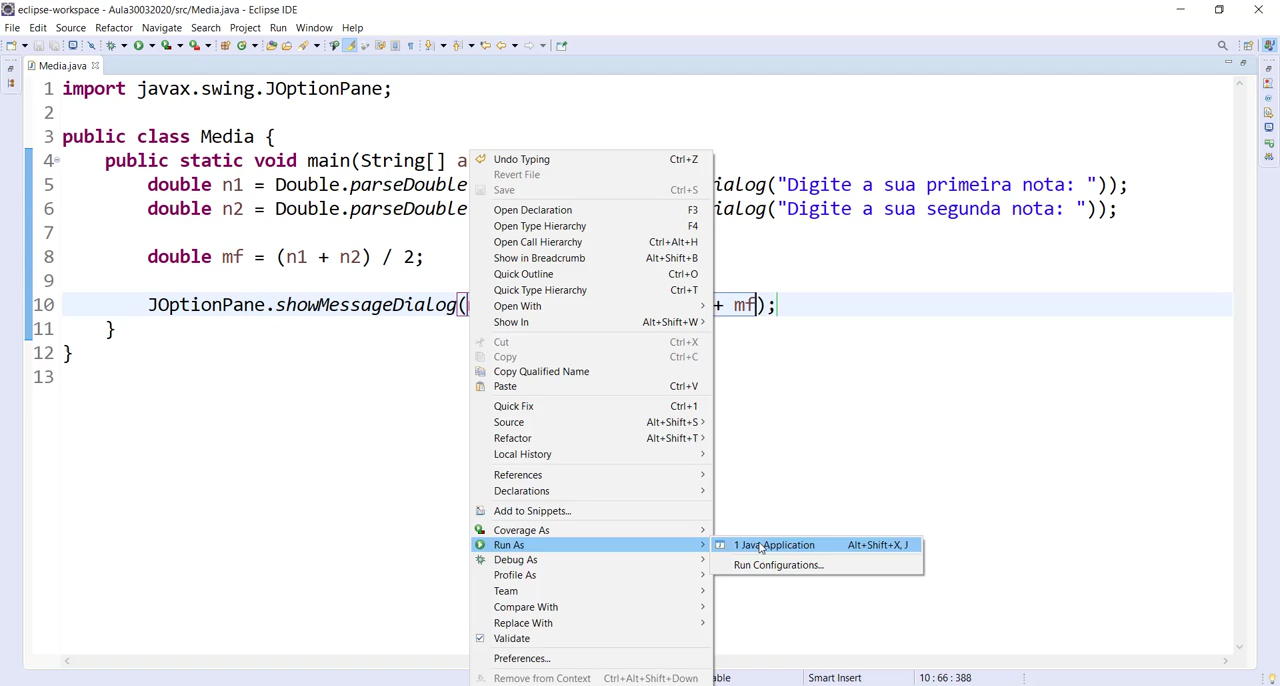 eclipse-workspace - Aula30032020/src/Media.java - Eclipse IDE
File Edit Source Refactor Navigate Search Project Run Window Help
Media.java
1 import javax.swing.JOptionPane;
2
3 public class Media {
4 public static void main(String[] a
5 double n1 = Double.parseDouble ialog("Digite a sua primeira nota: "));
6 double n2 = Double.parseDouble ialog("Digite a sua segunda nota: "));
7
8 double mf = (n1 + n2) / 2;
9
10 JOptionPane.showMessageDialog( + mf);
11 }
12 }
13
Undo Typing Ctrl+Z
Revert File
Save Ctrl+S
Open Declaration F3
Open Type Hierarchy F4
Open Call Hierarchy Ctrl+Alt+H
Show in Breadcrumb Alt+Shift+B
Quick Outline Ctrl+O
Quick Type Hierarchy Ctrl+T
Open With
Show In Alt+Shift+W
Cut Ctrl+X
Copy Ctrl+C
Copy Qualified Name
Paste Ctrl+V
Quick Fix Ctrl+1
Source Alt+Shift+S
Refactor Alt+Shift+T
Local History
References
Declarations
Add to Snippets...
Coverage As
Run As
1 Java Application Alt+Shift+X, J
Run Configurations...
Debug As
Profile As
Team
Compare With
Replace With
Validate
Preferences...
Remove from Context Ctrl+Alt+Shift+Down
able Smart Insert 10 : 66 : 388